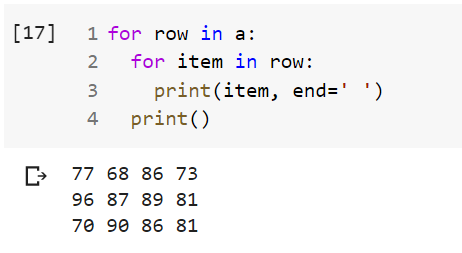 [17] 1 for row in a:
2   for item in row:
3     print(item, end=' ')
4   print()
77 68 86 73
96 87 89 81
70 90 86 81